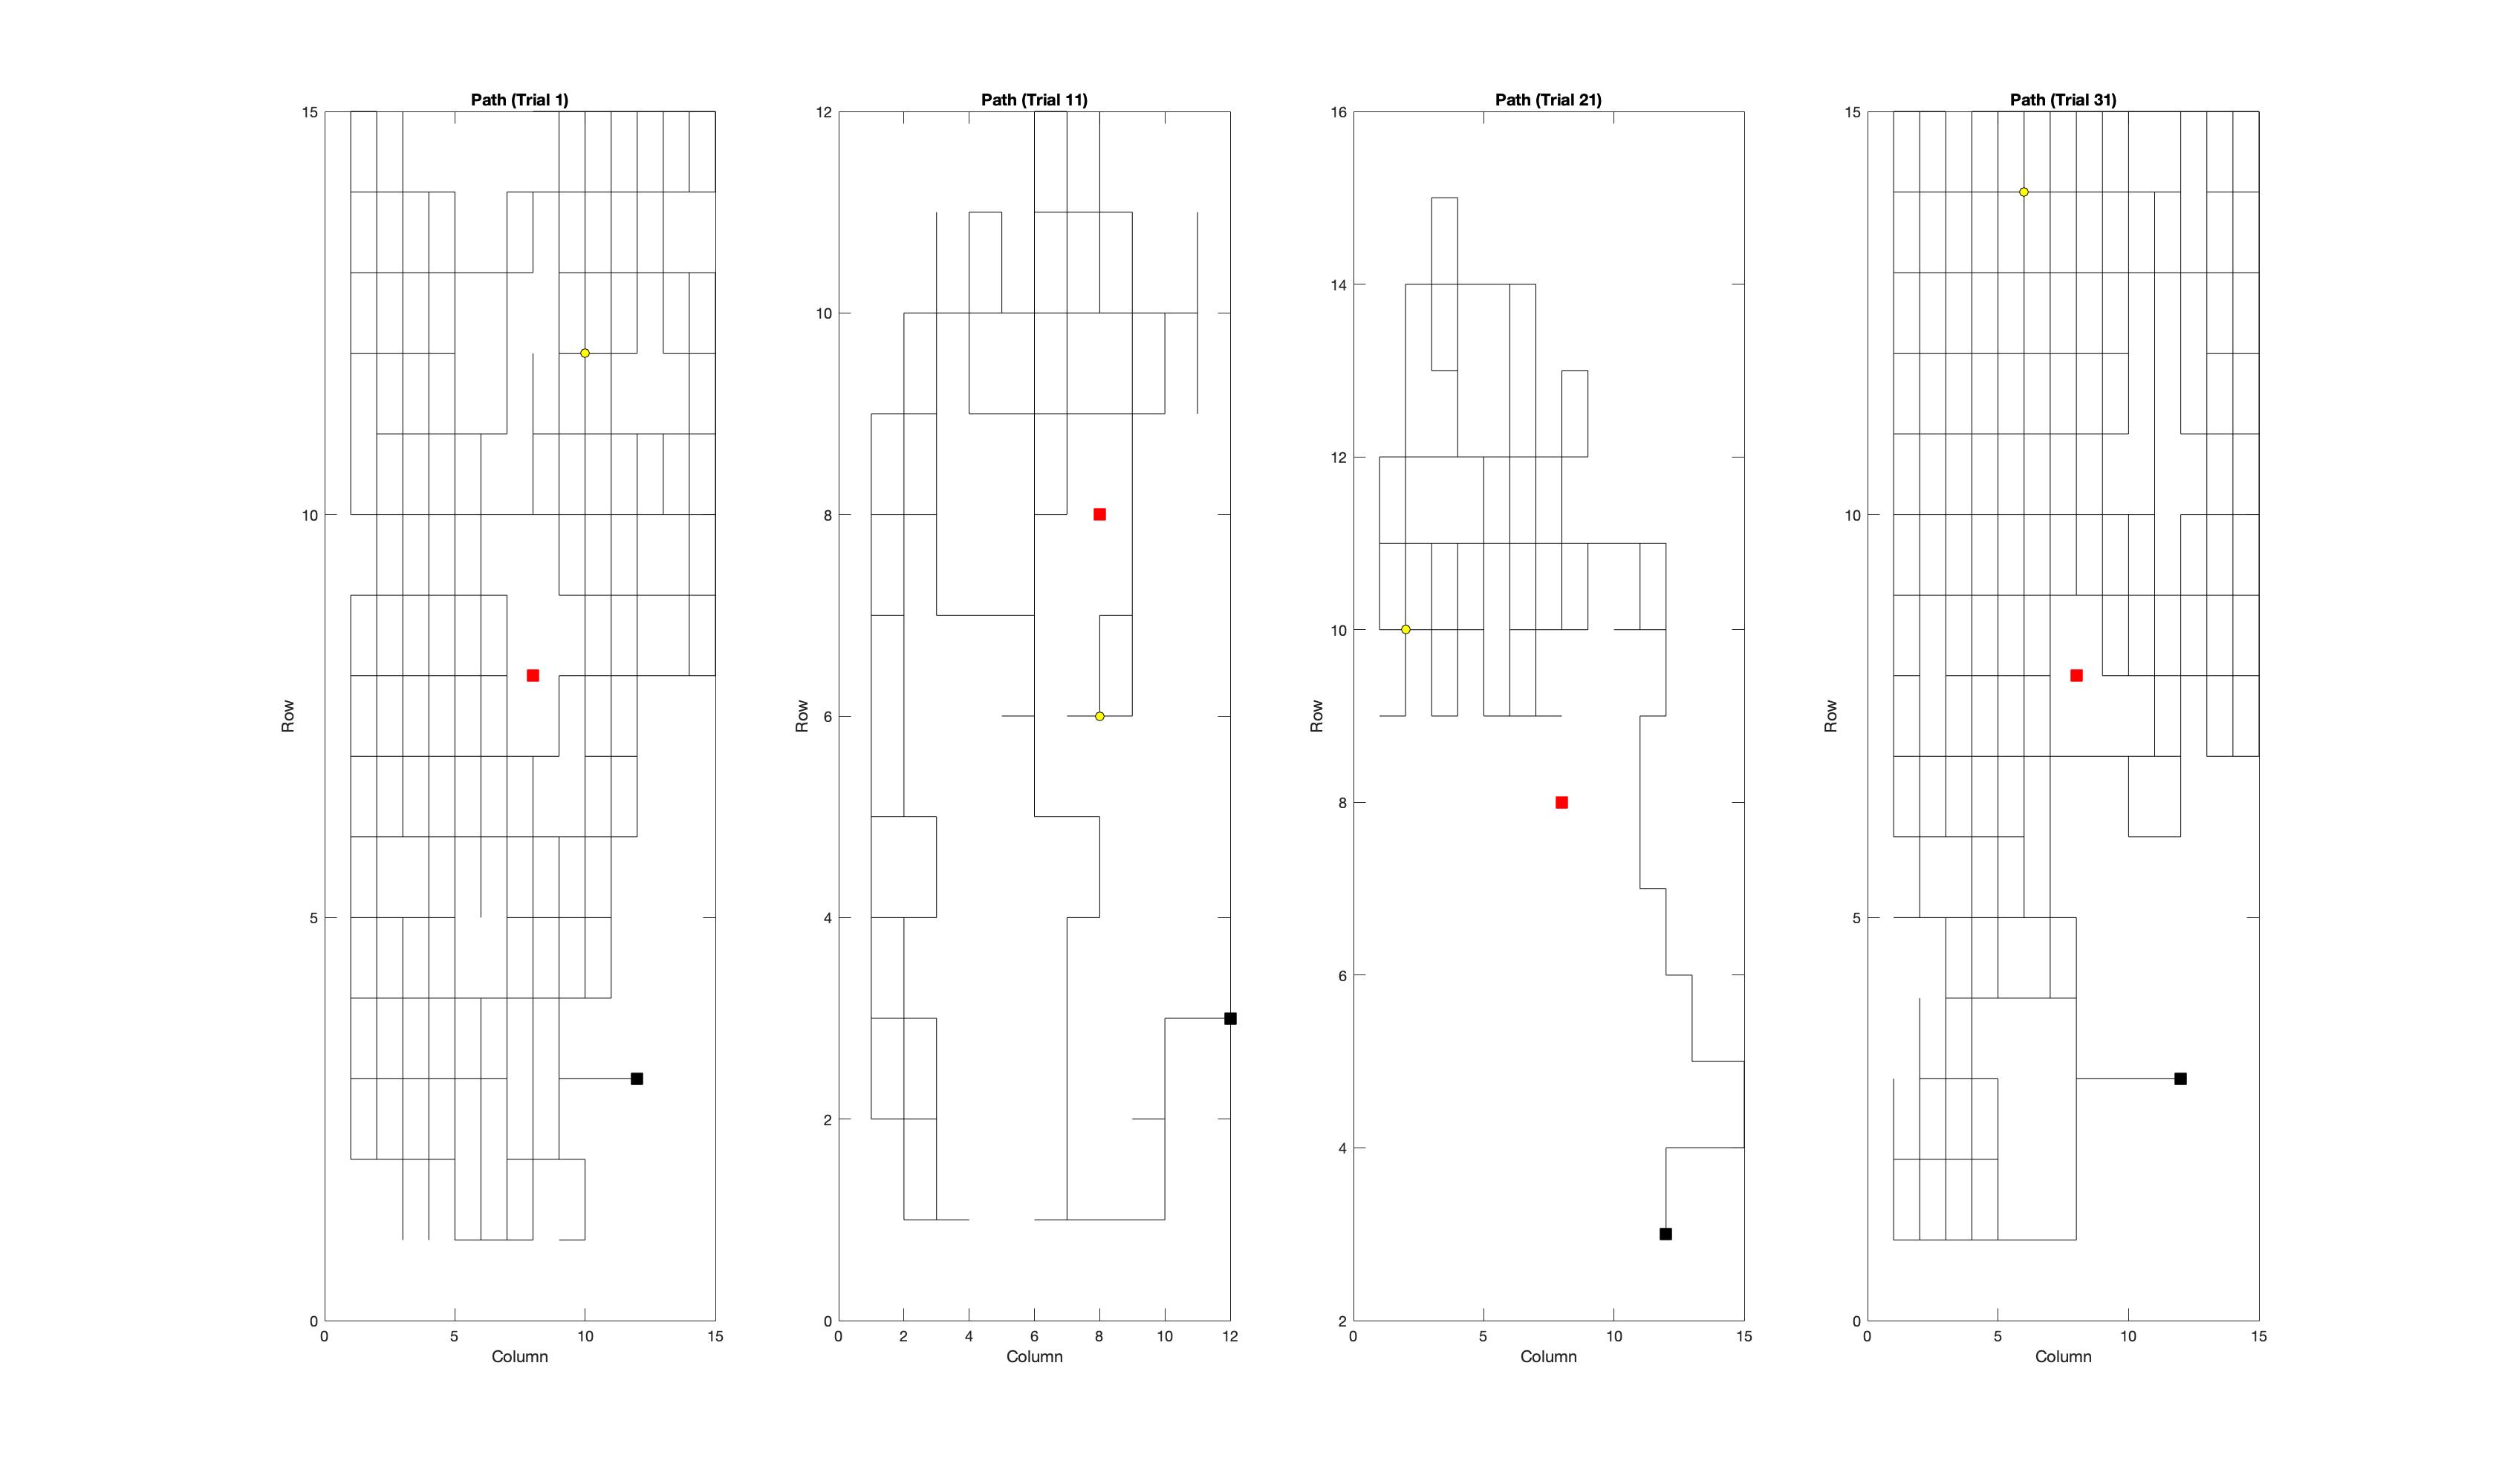 Path (Trial 1)
15
10
5
0
Row
0 5 10 15
Column
Path (Trial 11)
12
10
8
6
4
2
0
Row
0 2 4 6 8 10 12
Column
Path (Trial 21)
16
14
12
10
8
6
4
2
Row
0 5 10 15
Column
Path (Trial 31)
15
10
5
0
Row
0 5 10 15
Column